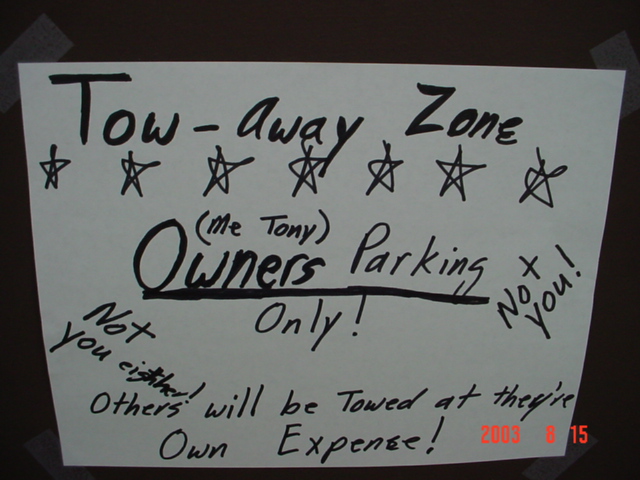 Tow-away Zone
(Me Tony)
Owners Parking
Only!
Not
you!
Not
you eighther!
Others will be Towed at they're
Own Expense!
2003 8 15